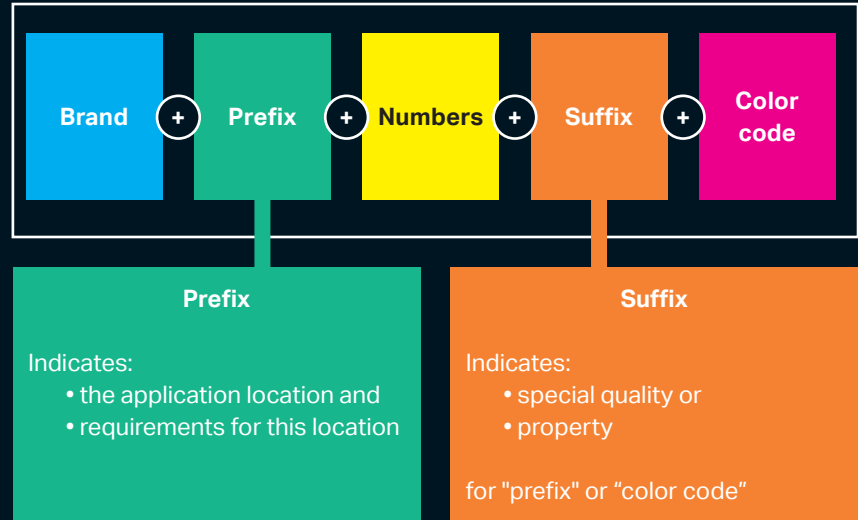 Brand + Prefix + Numbers + Suffix + Color code
Prefix
Indicates:
• the application location and
• requirements for this location
Suffix
Indicates:
• special quality or
• property
for "prefix" or “color code”